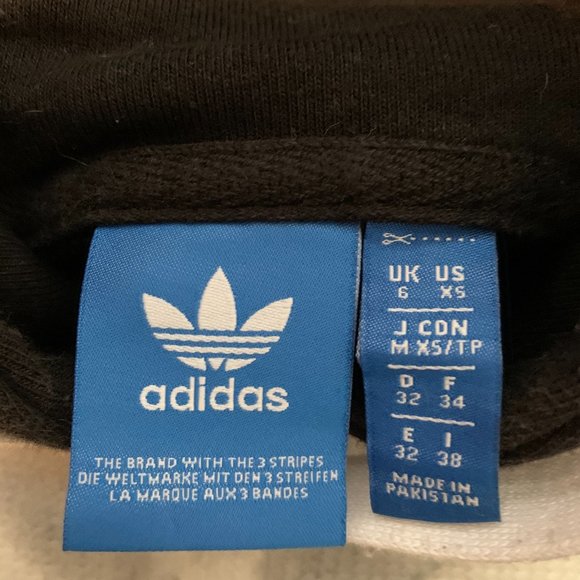 adidas
THE BRAND WITH THE 3 STRIPES
DIE WELTMARKE MIT DEN 3 STREIFEN
LA MARQUE AUX 3 BANDES
UK US
6 XS
J CDN
M XS/TP
D F
32 34
E I
32 38
MADE IN
PAKISTAN